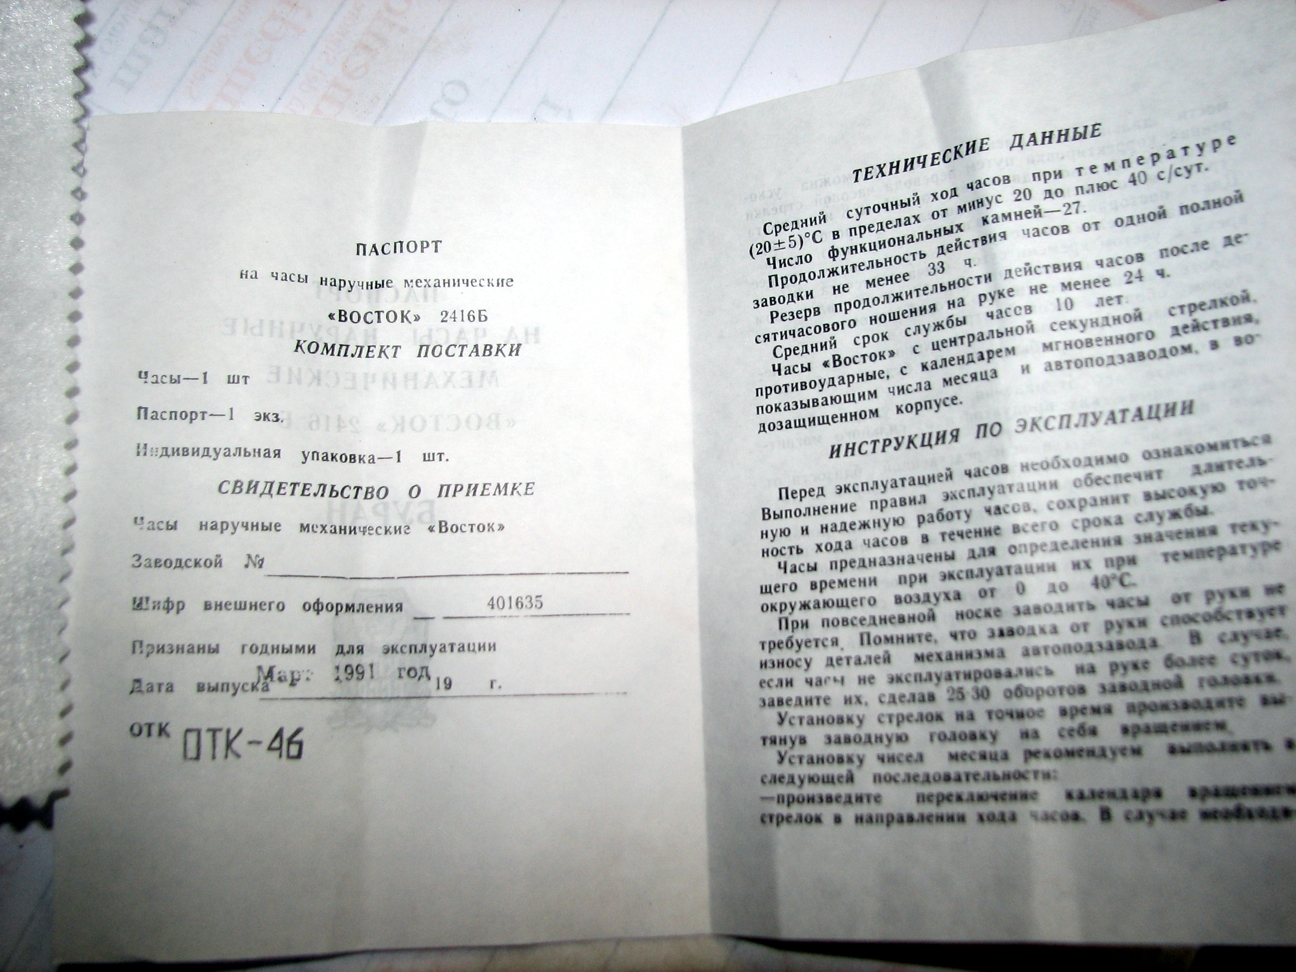 ПАСПОРТ
на часы наручные механические
«ВОСТОК» 2416Б
КОМПЛЕКТ ПОСТАВКИ
Часы—1 шт
Паспорт—1 экз.
Индивидуальная упаковка—1 шт.
СВИДЕТЕЛЬСТВО О ПРИЕМКЕ
Часы наручные механические «Восток»
Заводской №
Шифр внешнего оформления 401635
Признаны годными для эксплуатации
Март 1991 год
Дата выпуска 19 г.
ОТК ОТК-46
ТЕХНИЧЕСКИЕ ДАННЫЕ
Средний суточный ход часов при температуре
(20±5)°С в пределах от минус 20 до плюс 40 с/сут.
Число функциональных камней—27.
Продолжительность действия часов от одной полной
заводки не менее 33 ч.
Резерв продолжительности действия часов после де-
сятичасового ношения на руке не менее 24 ч.
Средний срок службы часов 10 лет.
Часы «Восток» с центральной секундной стрелкой,
противоударные, с календарем мгновенного действия,
показывающим числа месяца и автоподзаводом, в во-
дозащищенном корпусе.
ИНСТРУКЦИЯ ПО ЭКСПЛУАТАЦИИ
Перед эксплуатацией часов необходимо ознакомиться
Выполнение правил эксплуатации обеспечит длитель-
ную и надежную работу часов, сохранит высокую точ-
ность хода часов в течение всего срока службы.
Часы предназначены для определения значения теку-
щего времени при эксплуатации их при температуре
окружающего воздуха от 0 до 40°С.
При повседневной носке заводить часы от руки не
требуется. Помните, что заводка от руки способствует
износу деталей механизма автоподзавода. В случае,
если часы не эксплуатировались на руке более суток,
заведите их, сделав 25-30 оборотов заводной головки.
Установку стрелок на точное время производите вы-
тянув заводную головку на себя вращением.
Установку чисел месяца рекомендуем выполнять в
следующей последовательности:
—произведите переключение календаря вращением
стрелок в направлении хода часов. В случае необходи-